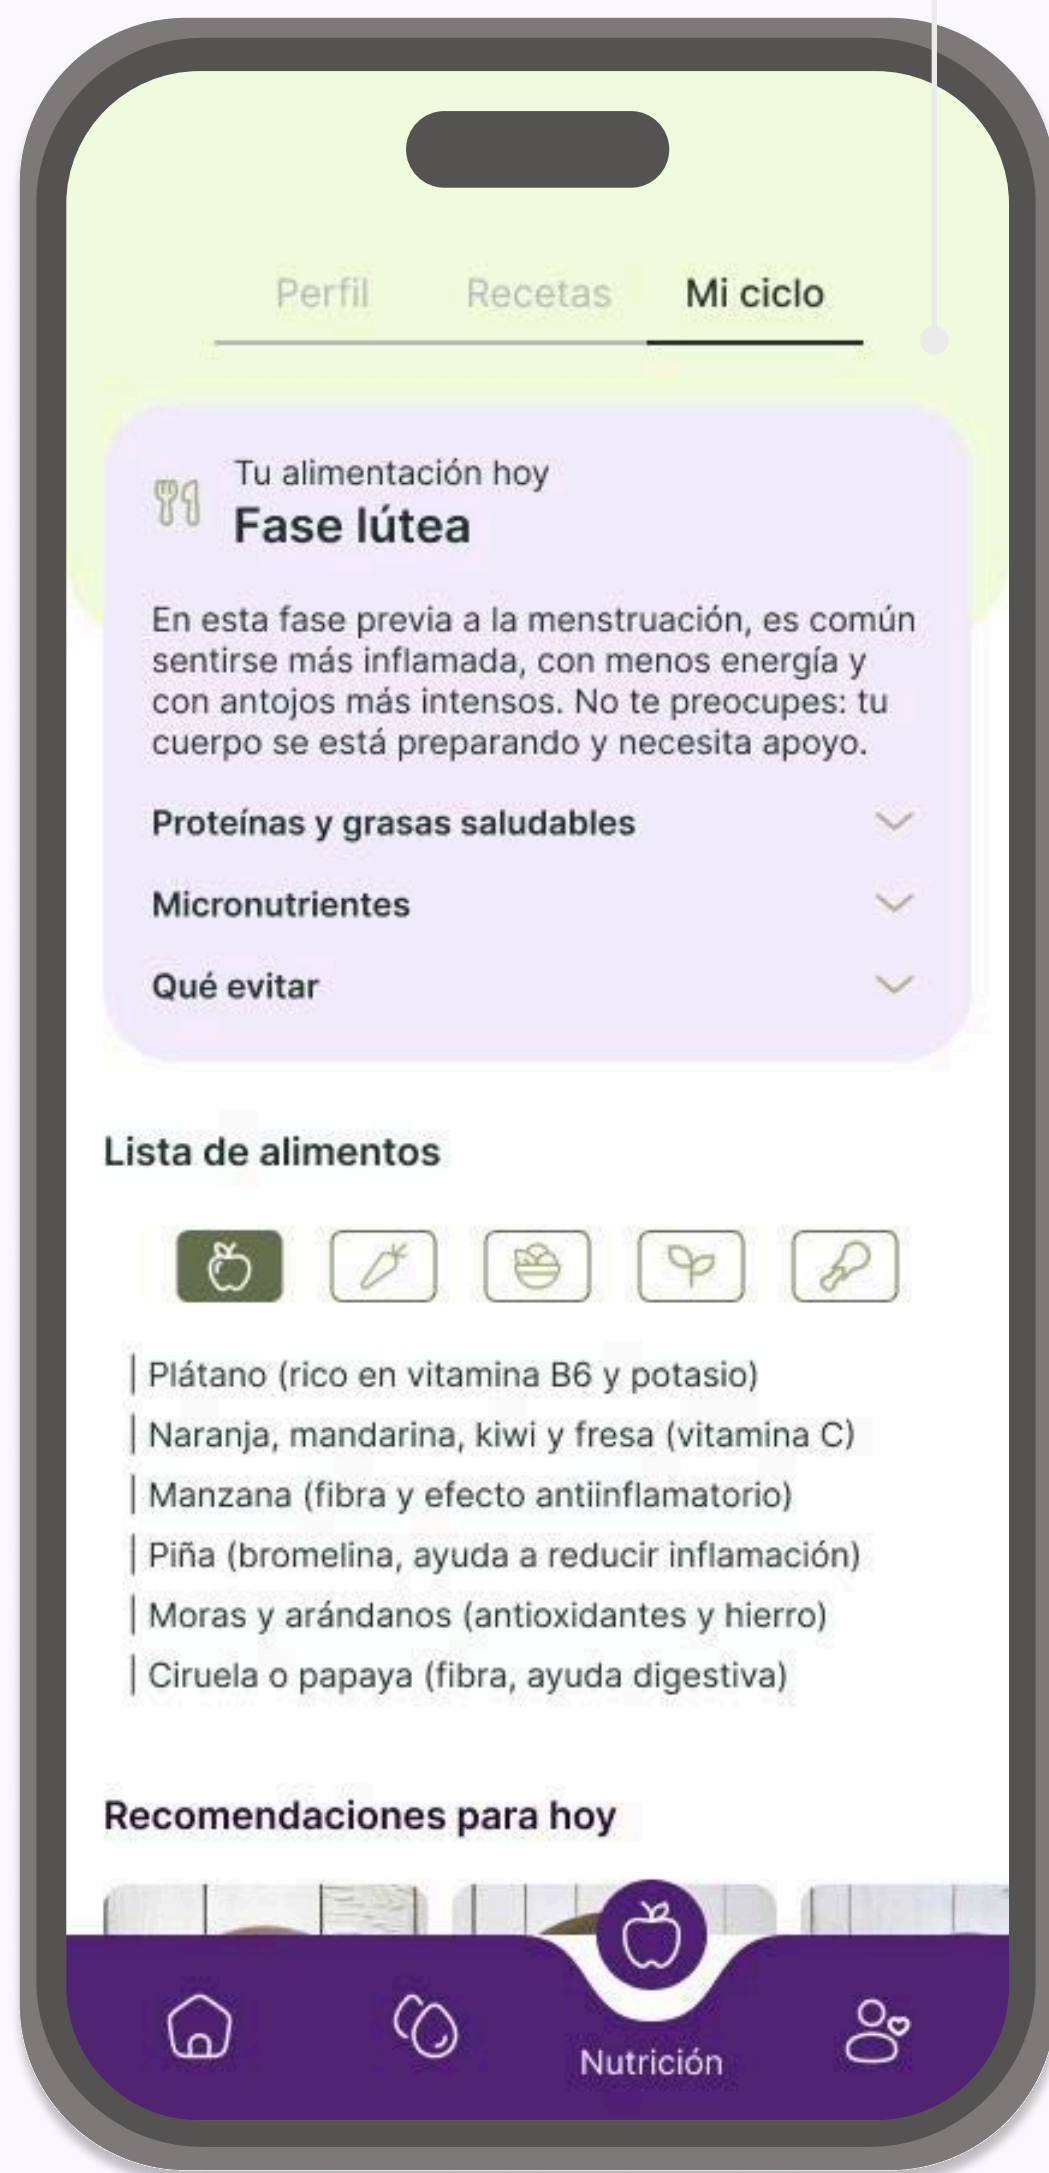 Perfil Recetas Mi ciclo
Tu alimentación hoy
Fase lútea
En esta fase previa a la menstruación, es común
sentirse más inflamada, con menos energía y
con antojos más intensos. No te preocupes: tu
cuerpo se está preparando y necesita apoyo.
Proteínas y grasas saludables
Micronutrientes
Qué evitar
Lista de alimentos
| Plátano (rico en vitamina B6 y potasio)
| Naranja, mandarina, kiwi y fresa (vitamina C)
| Manzana (fibra y efecto antiinflamatorio)
| Piña (bromelina, ayuda a reducir inflamación)
| Moras y arándanos (antioxidantes y hierro)
| Ciruela o papaya (fibra, ayuda digestiva)
Recomendaciones para hoy
Nutrición